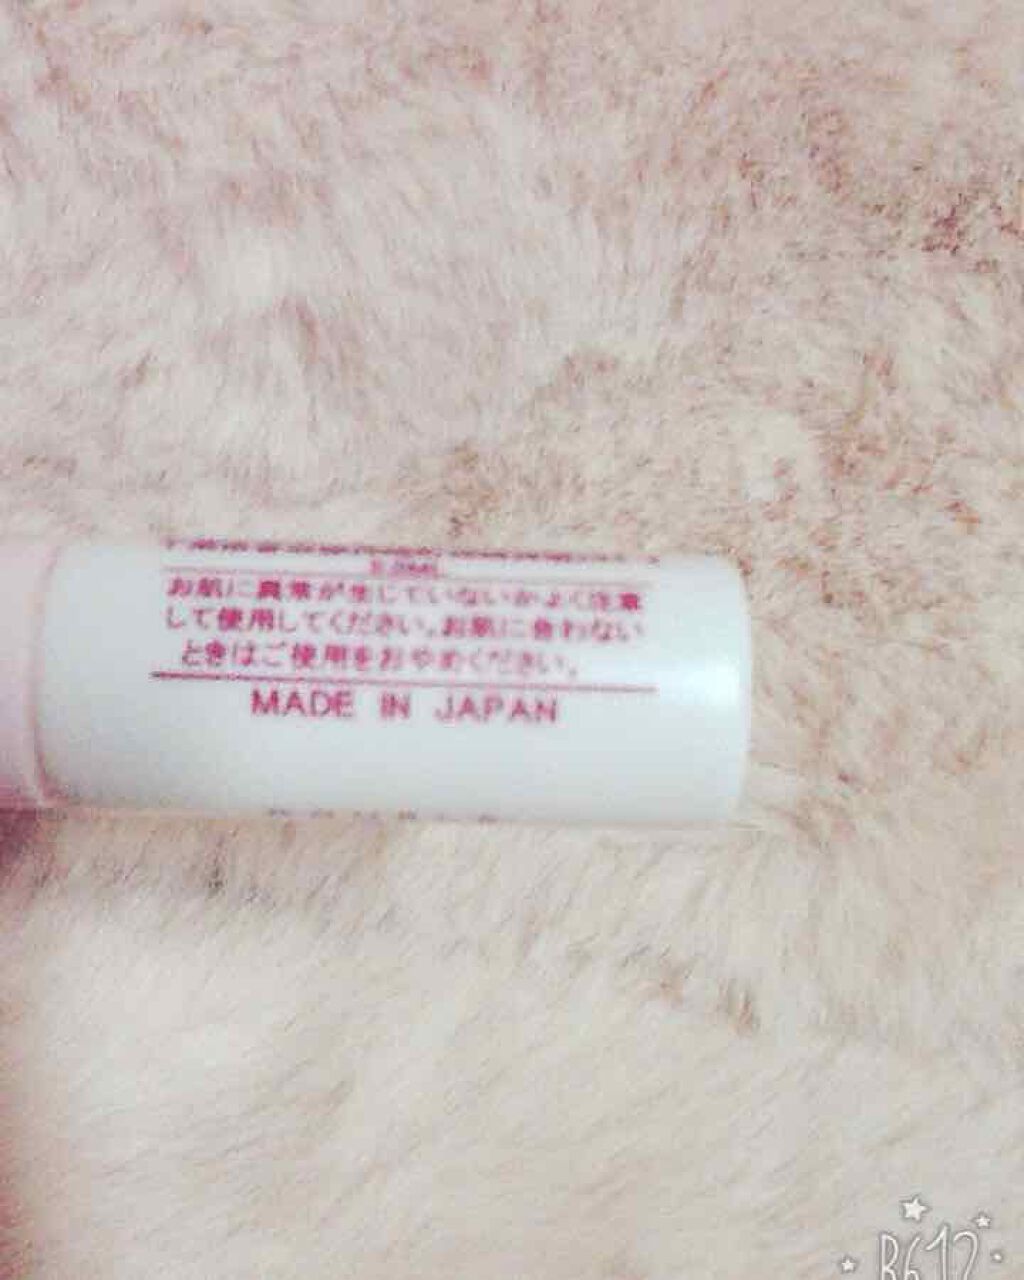 お肌に異常が生じていないかよく注意
して使用してください。お肌に合わない
ときはご使用をおやめください。
MADE IN JAPAN
B612